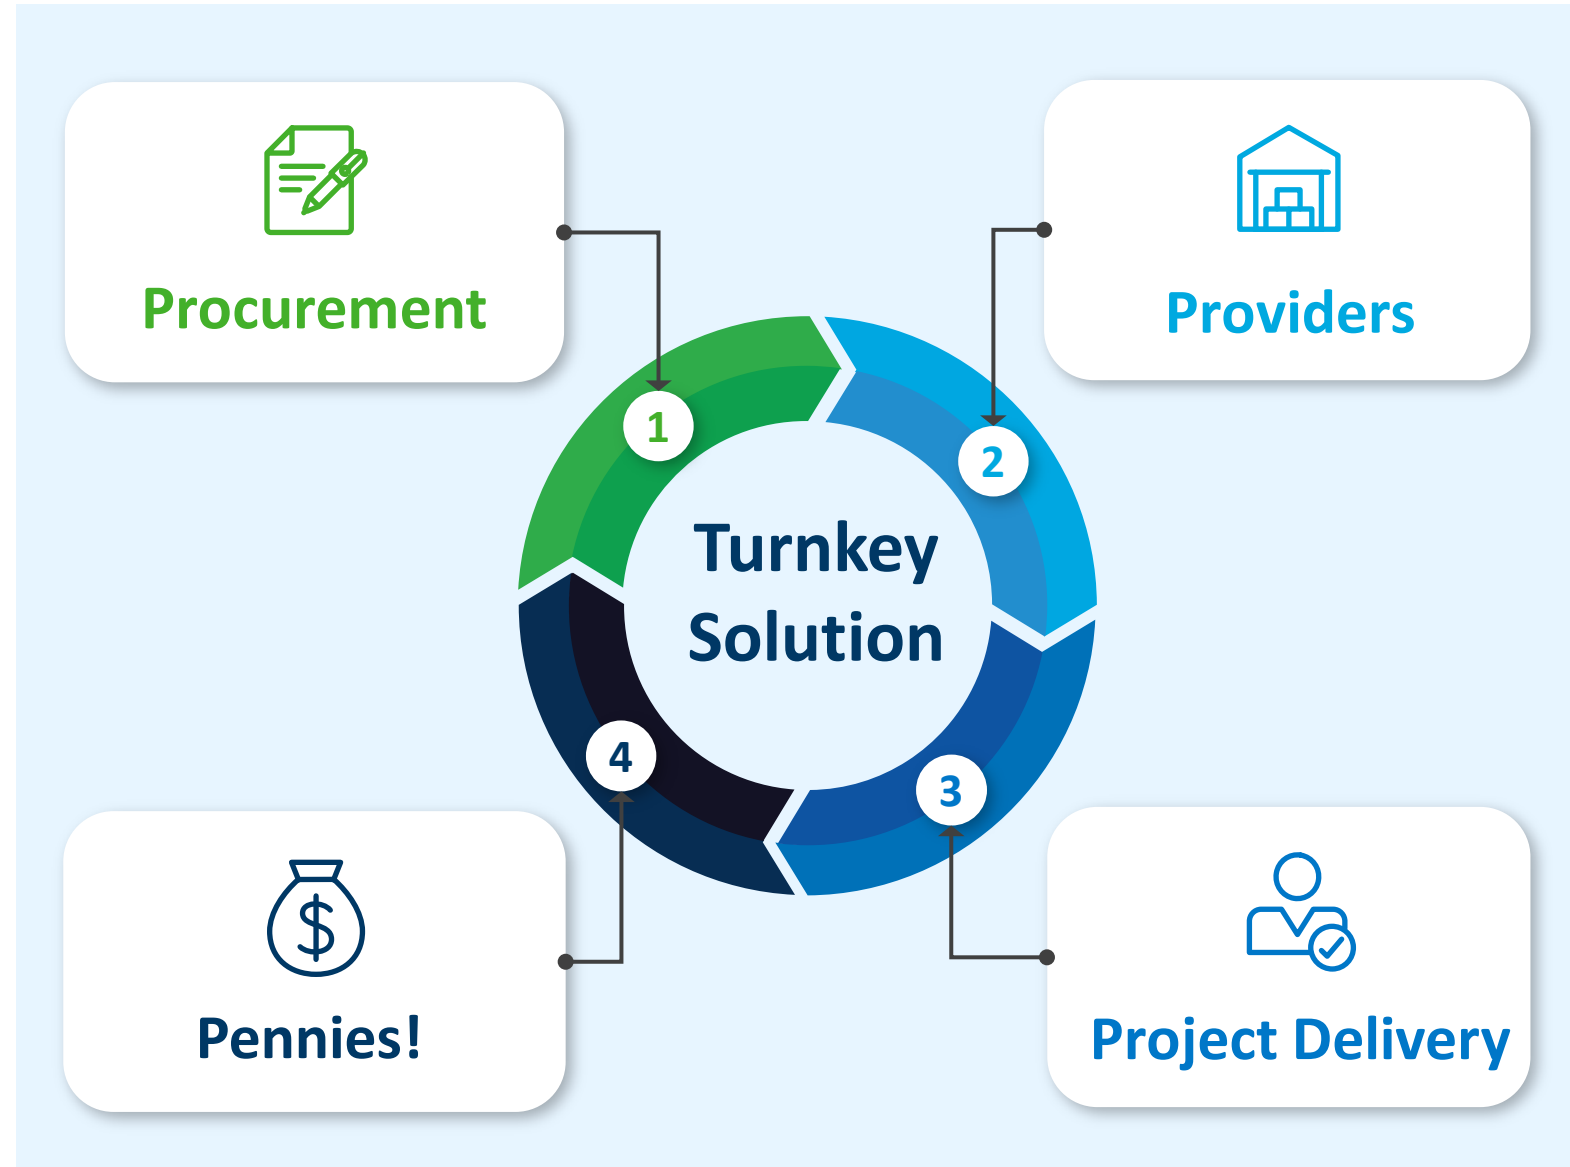 Procurement
Providers
1
2
Turnkey
Solution
4
3
$
Pennies!
Project Delivery